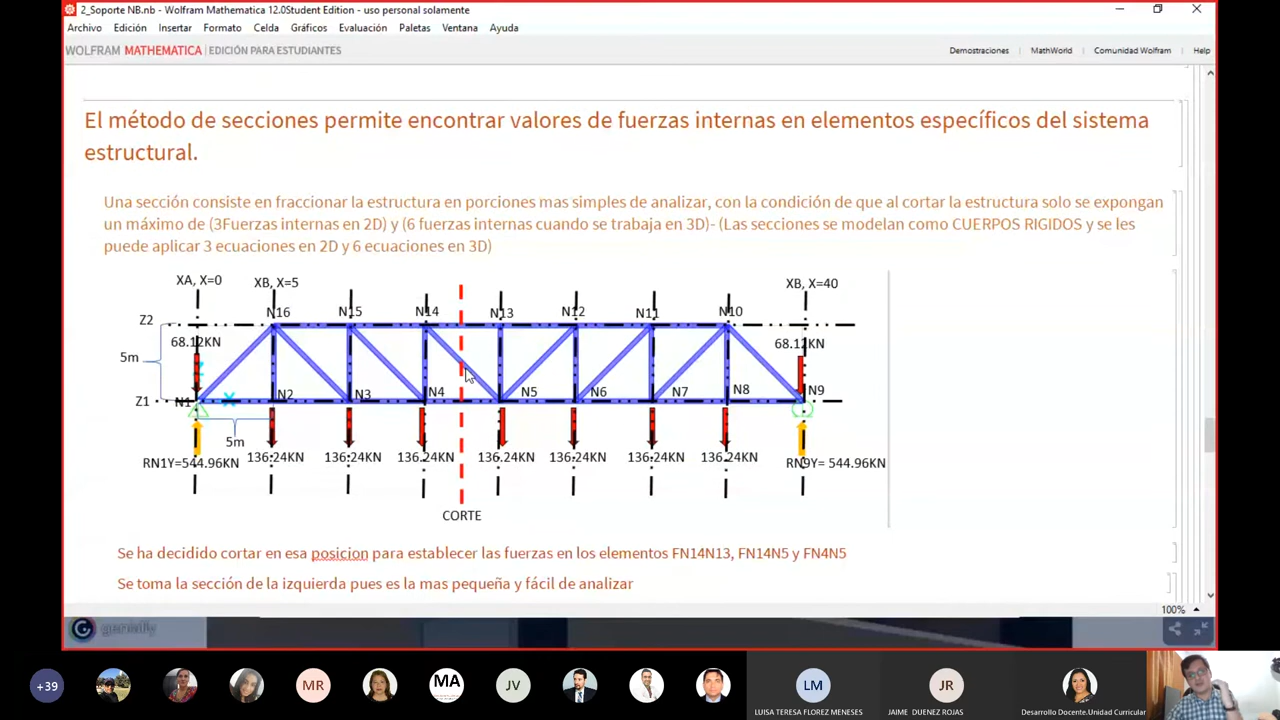 2_Soporte NB.nb - Wolfram Mathematica 12.0Student Edition - uso personal solamente
Archivo Edición Insertar Formato Celda Gráficos Evaluación Paletas Ventana Ayuda
WOLFRAM MATHEMATICA | EDICIÓN PARA ESTUDIANTES
Demostraciones | MathWorld | Comunidad Wolfram | Help
El método de secciones permite encontrar valores de fuerzas internas en elementos específicos del sistema
estructural.
Una sección consiste en fraccionar la estructura en porciones mas simples de analizar, con la condición de que al cortar la estructura solo se expongan
un máximo de (3Fuerzas internas en 2D) y (6 fuerzas internas cuando se trabaja en 3D)- (Las secciones se modelan como CUERPOS RIGIDOS y se les
puede aplicar 3 ecuaciones en 2D y 6 ecuaciones en 3D)
XA, X=0 XB, X=5 XB, X=40
Z2 N16 N15 N14 N13 N12 N11 N10
68.12KN 68.12KN
5m
Z1 N1 N2 N3 N4 N5 N6 N7 N8 N9
X
5m
RN1Y=544.96KN 136.24KN 136.24KN 136.24KN 136.24KN 136.24KN 136.24KN 136.24KN RN9Y= 544.96KN
CORTE
Se ha decidido cortar en esa posicion para establecer las fuerzas en los elementos FN14N13, FN14N5 y FN4N5
Se toma la sección de la izquierda pues es la mas pequeña y fácil de analizar
100%
genially
+39 MR MA JV LM JR
LUISA TERESA FLOREZ MENESES JAIME DUENEZ ROJAS Desarrollo Docente.Unidad Curricular